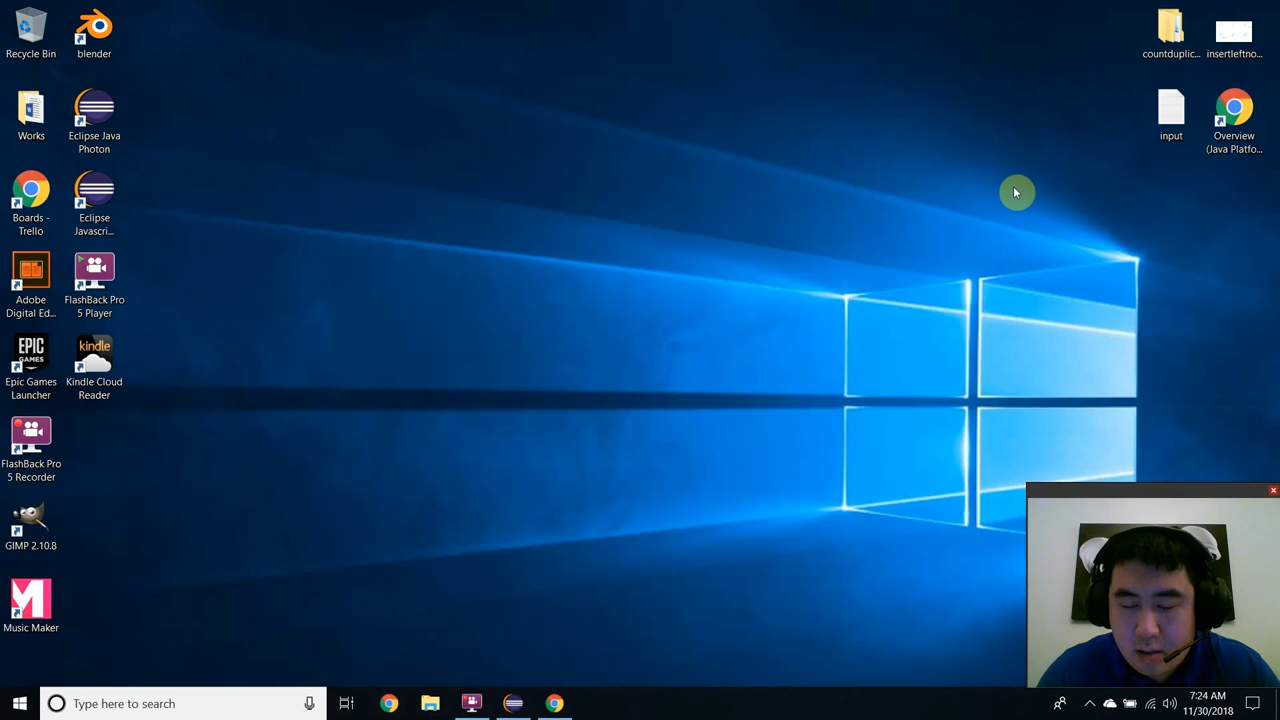 Recycle Bin
blender
Works
Eclipse Java
Photon
Boards -
Trello
Eclipse
Javascri...
Adobe
Digital Ed...
FlashBack Pro
5 Player
EPIC
GAMES
Epic Games
Launcher
kindle
Kindle Cloud
Reader
FlashBack Pro
5 Recorder
GIMP 2.10.8
M
Music Maker
countduplic...
insertleftno...
input
Overview
(Java Platfo...
Type here to search
7:24 AM
11/30/2018